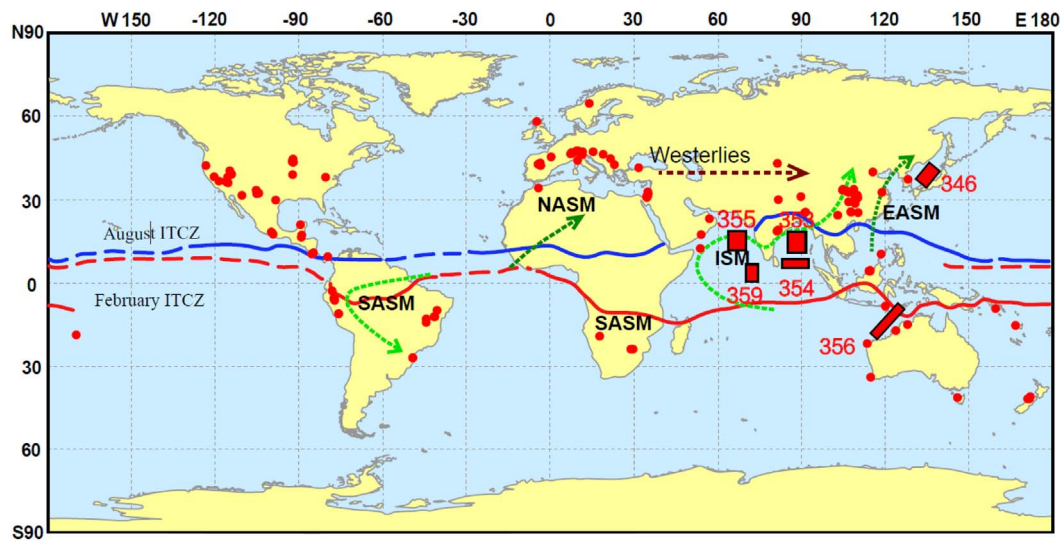 W 150 -120 -90 -60 -30 0 30 60 90 120 150 E 180
N90
60
Westerlies
346
30
NASM
355
353
EASM
August ITCZ
ISM
0
359
354
February ITCZ
SASM
SASM
356
30
60
S90